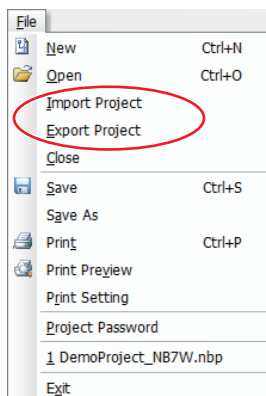 File
New Ctrl+N
Open Ctrl+O
Import Project
Export Project
Close
Save Ctrl+S
Save As
Print Ctrl+P
Print Preview
Print Setting
Project Password
1 DemoProject_NB7W.nbp
Exit